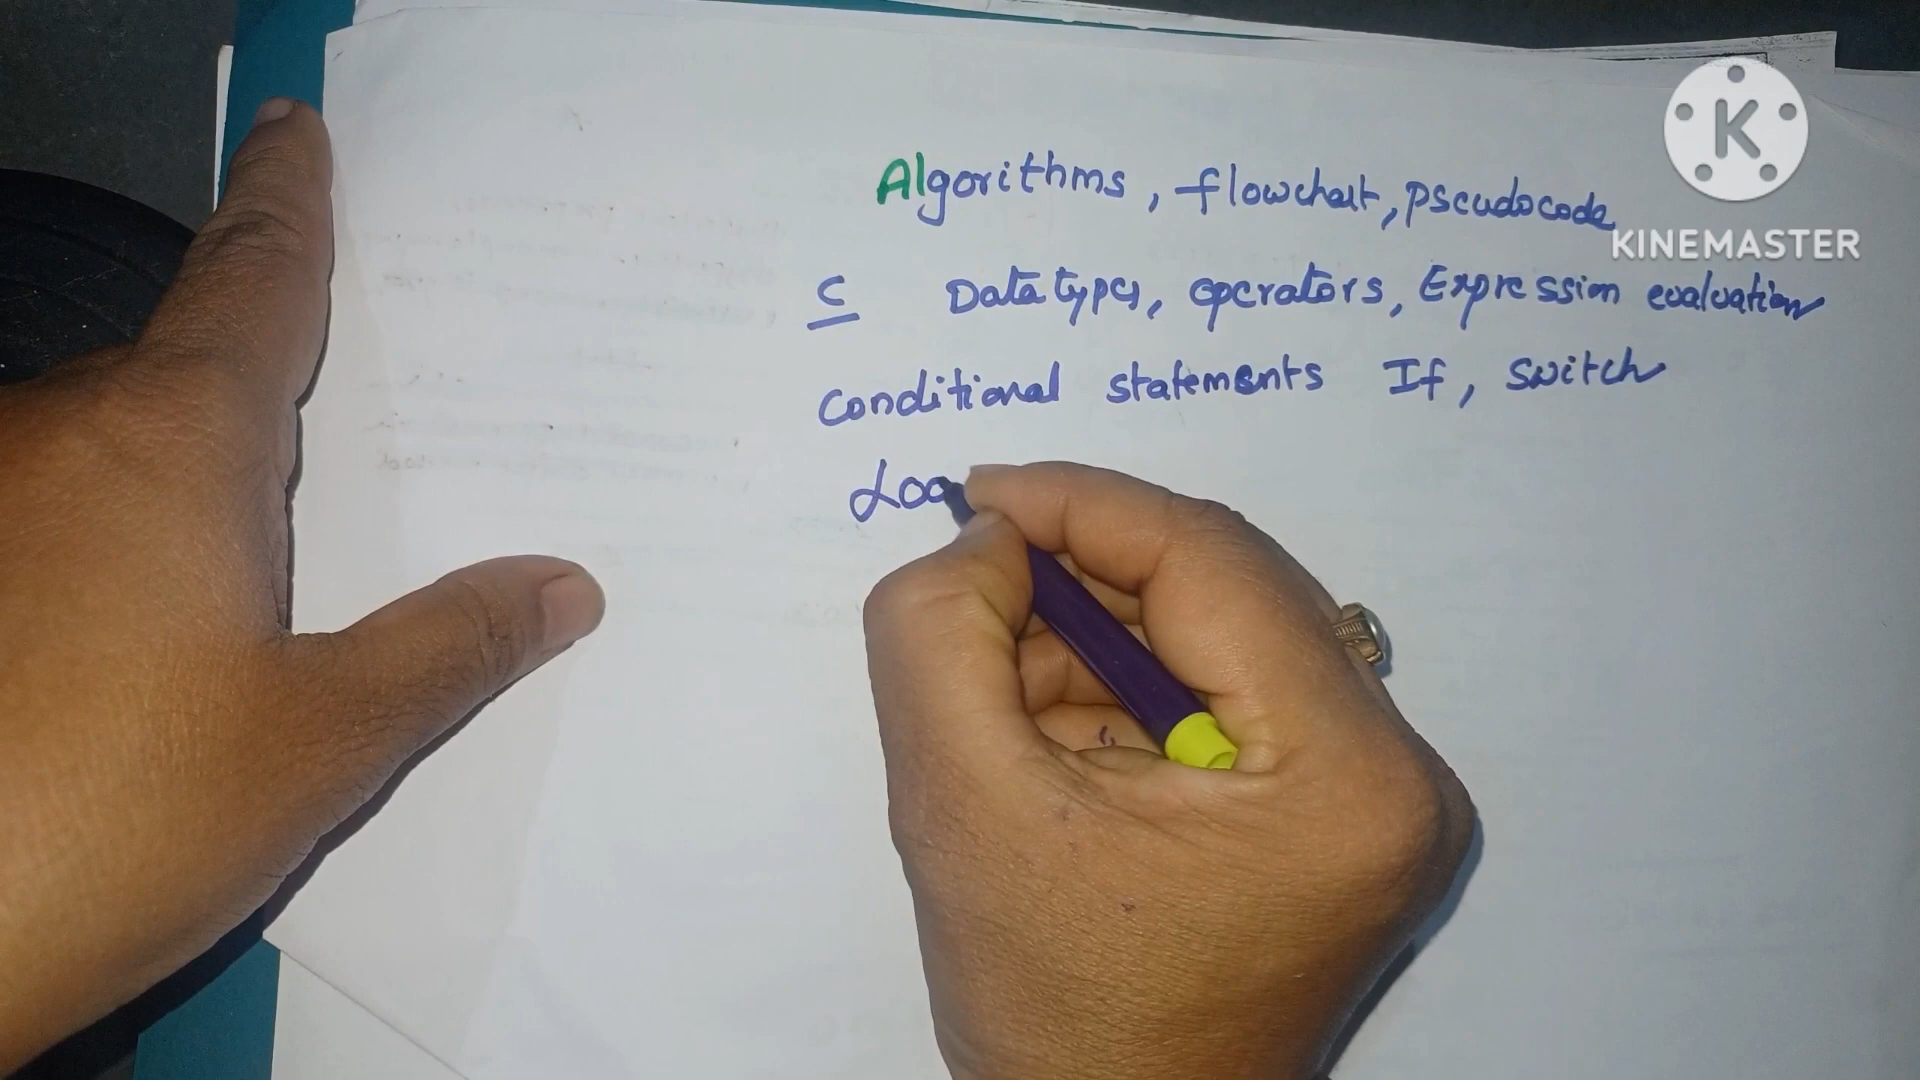 Algorithms, flowchart, pseudocode
KINEMASTER
C Datatypes, operators, Expression evaluation
conditional statements If, switch
Loo